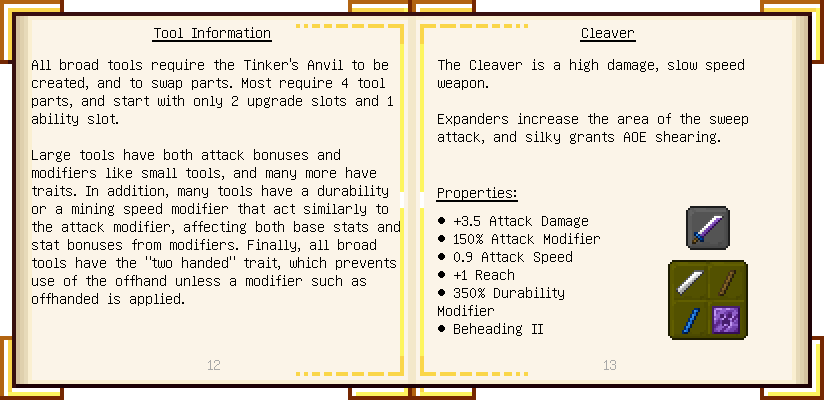 Tool Information
All broad tools require the Tinker's Anvil to be
created, and to swap parts. Most require 4 tool
parts, and start with only 2 upgrade slots and 1
ability slot.
Large tools have both attack bonuses and
modifiers like small tools, and many more have
traits. In addition, many tools have a durability
or a mining speed modifier that act similarly to
the attack modifier, affecting both base stats and
stat bonuses from modifiers. Finally, all broad
tools have the "two handed" trait, which prevents
use of the offhand unless a modifier such as
offhanded is applied.
12
Cleaver
The Cleaver is a high damage, slow speed
weapon.
Expanders increase the area of the sweep
attack, and silky grants AOE shearing.
Properties:
● +3.5 Attack Damage
● 150% Attack Modifier
● 0.9 Attack Speed
● +1 Reach
● 350% Durability
Modifier
● Beheading II
13